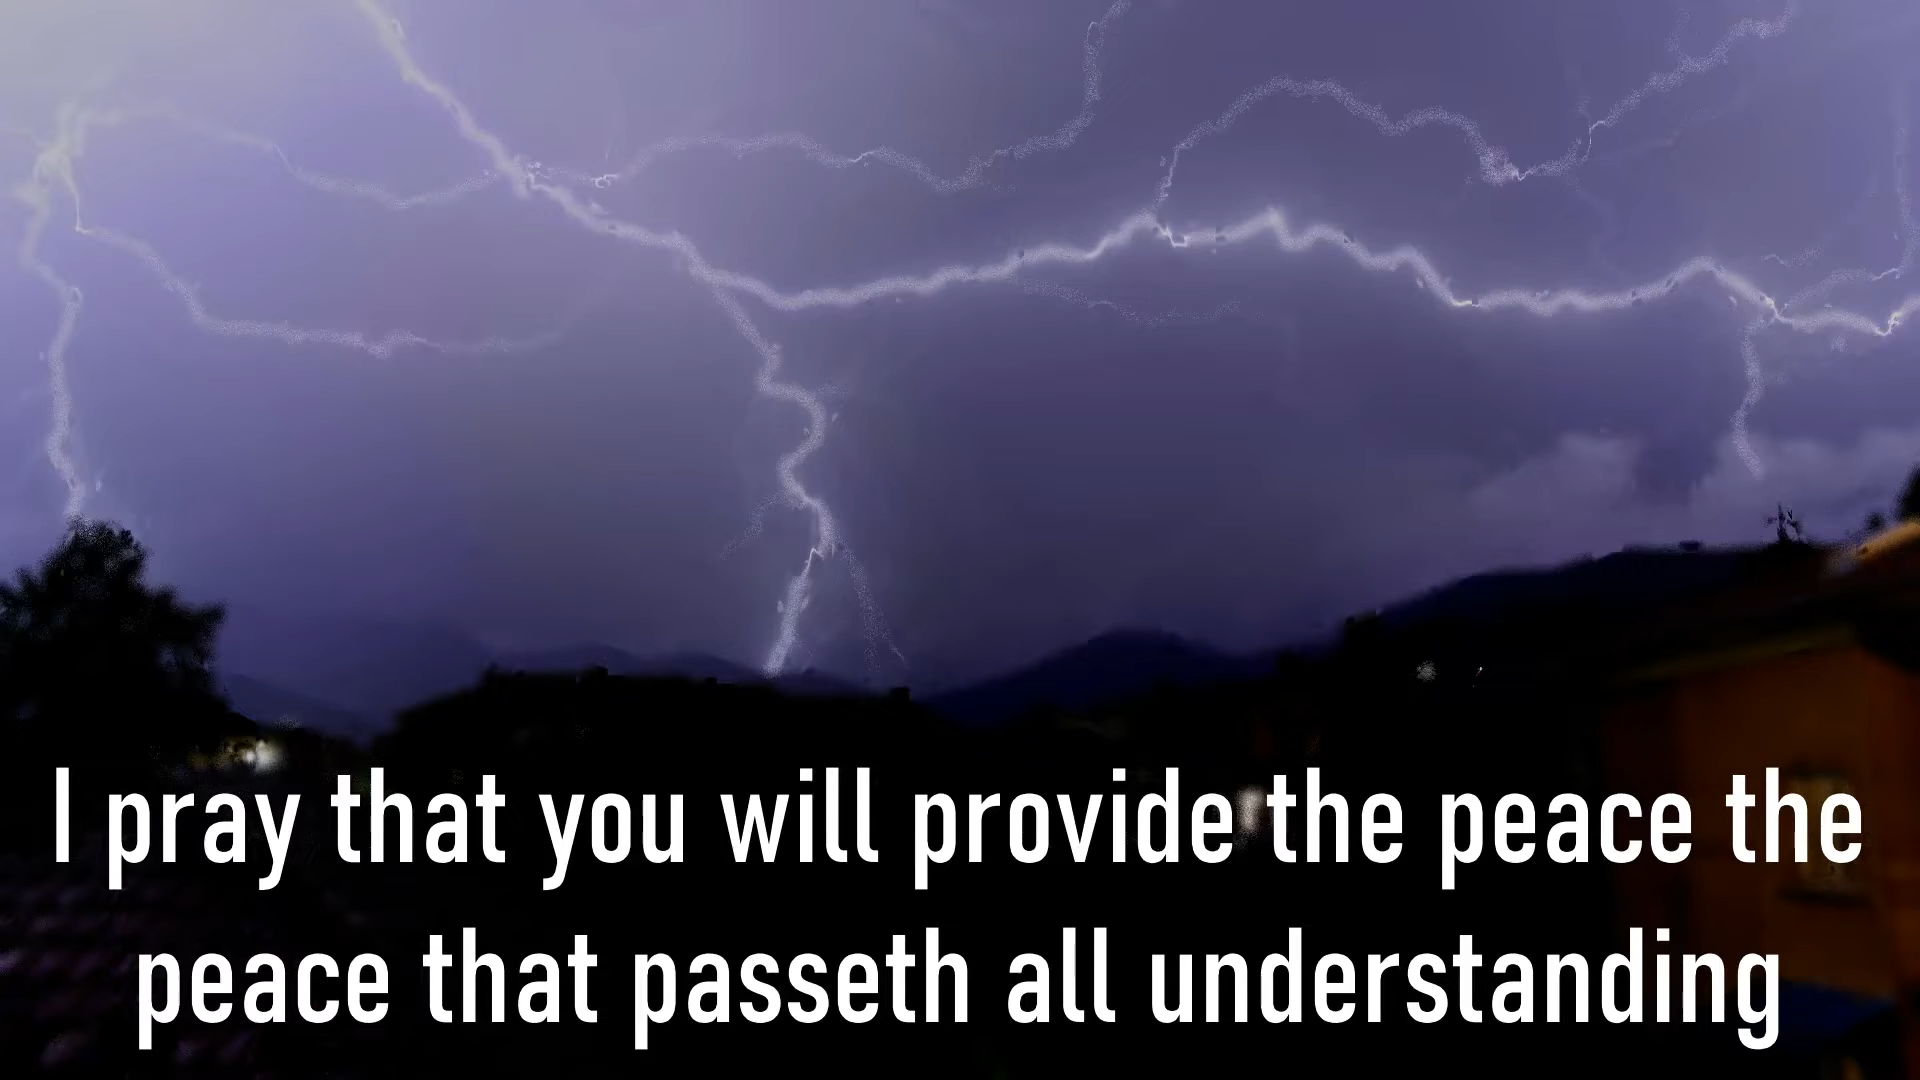 I pray that you will provide the peace the
peace that passeth all understanding